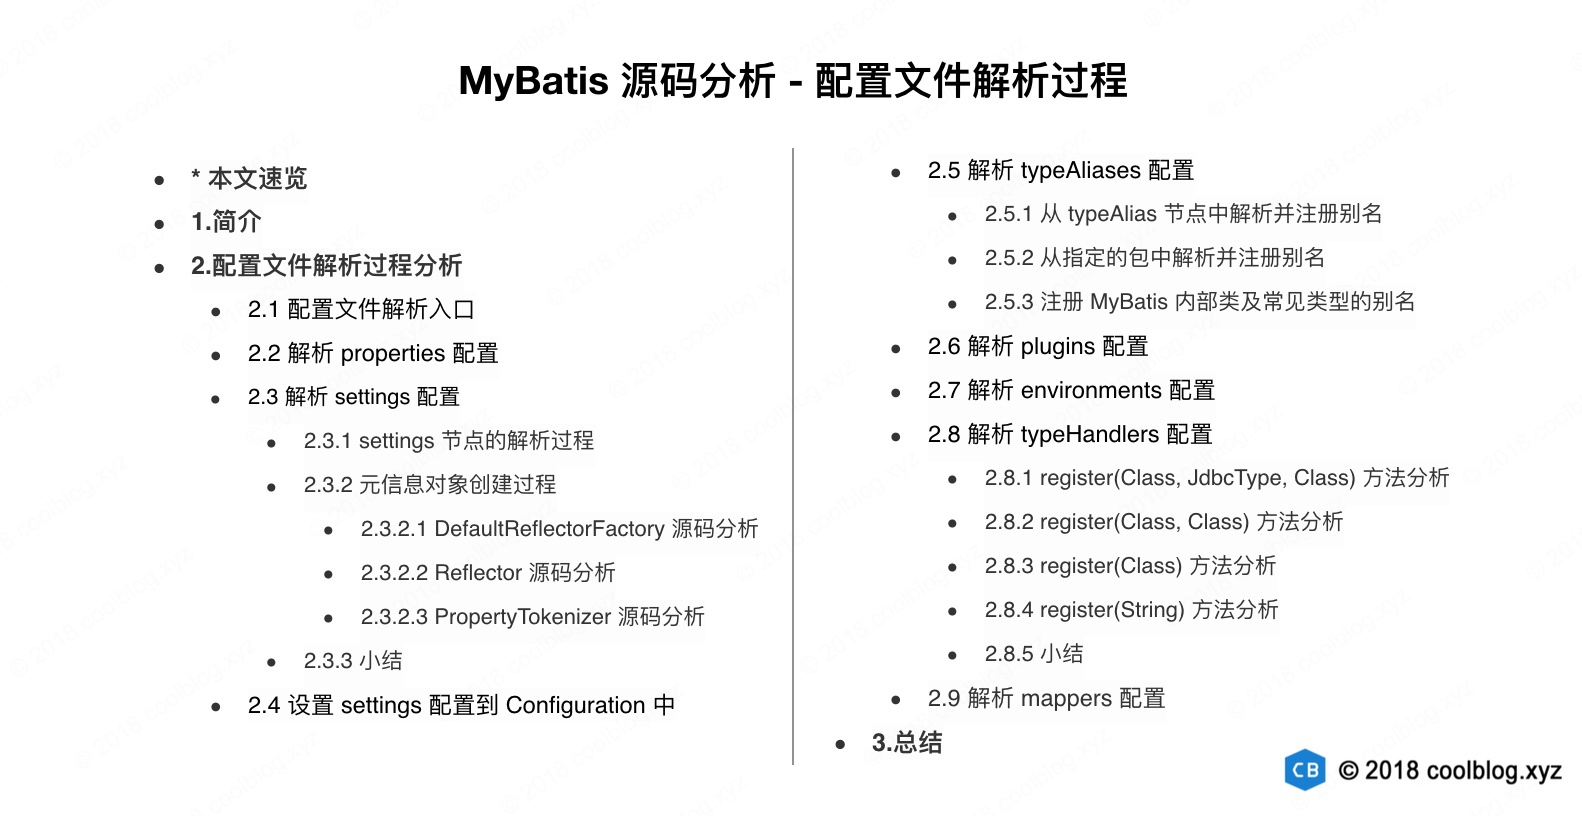 MyBatis 源码分析 - 配置文件解析过程
* 本文速览
1.简介
2.配置文件解析过程分析
2.1 配置文件解析入口
2.2 解析 properties 配置
2.3 解析 settings 配置
2.3.1 settings 节点的解析过程
2.3.2 元信息对象创建过程
2.3.2.1 DefaultReflectorFactory 源码分析
2.3.2.2 Reflector 源码分析
2.3.2.3 PropertyTokenizer 源码分析
2.3.3 小结
2.4 设置 settings 配置到 Configuration 中
2.5 解析 typeAliases 配置
2.5.1 从 typeAlias 节点中解析并注册别名
2.5.2 从指定的包中解析并注册别名
2.5.3 注册 MyBatis 内部类及常见类型的别名
2.6 解析 plugins 配置
2.7 解析 environments 配置
2.8 解析 typeHandlers 配置
2.8.1 register(Class, JdbcType, Class) 方法分析
2.8.2 register(Class, Class) 方法分析
2.8.3 register(Class) 方法分析
2.8.4 register(String) 方法分析
2.8.5 小结
2.9 解析 mappers 配置
3.总结
CB © 2018 coolblog.xyz